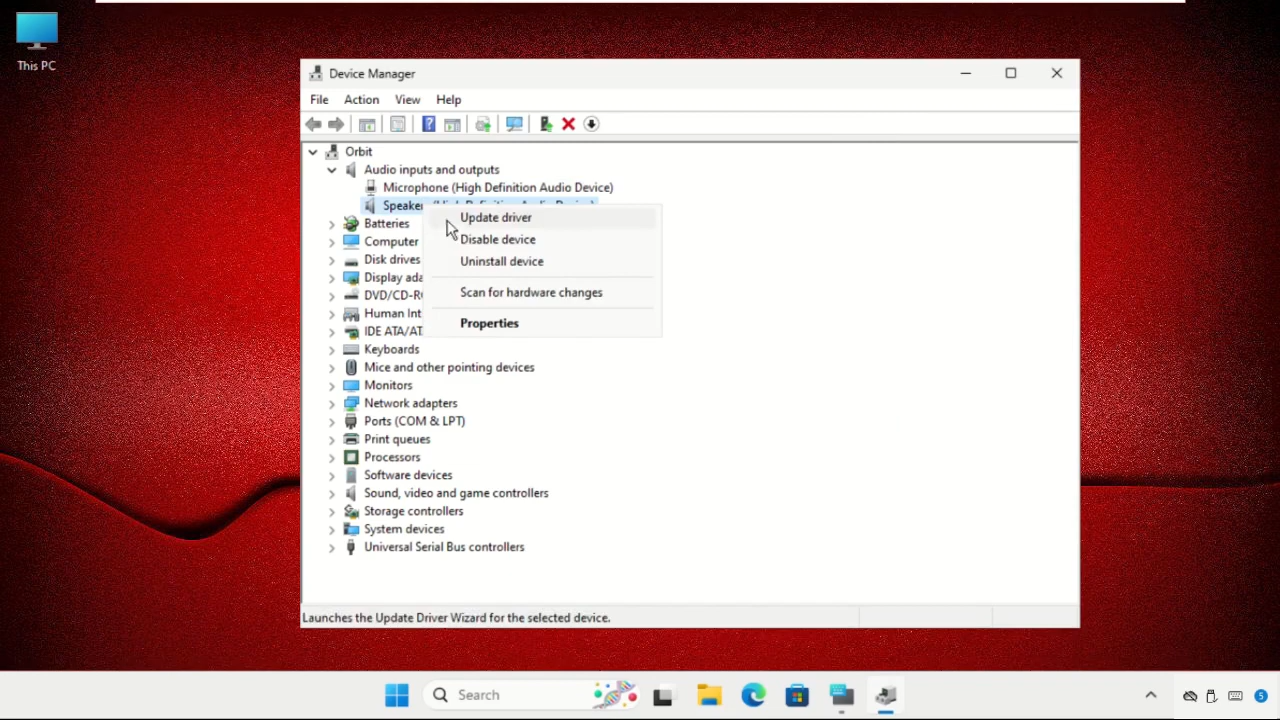 This PC
Device Manager
File Action View Help
Orbit
Audio inputs and outputs
Microphone (High Definition Audio Device)
Speaker
Update driver
Disable device
Uninstall device
Scan for hardware changes
Properties
Batteries
Computer
Disk drives
Display ada
DVD/CD-R
Human Int
IDE ATA/AT
Keyboards
Mice and other pointing devices
Monitors
Network adapters
Ports (COM & LPT)
Print queues
Processors
Software devices
Sound, video and game controllers
Storage controllers
System devices
Universal Serial Bus controllers
Launches the Update Driver Wizard for the selected device.
Search
5